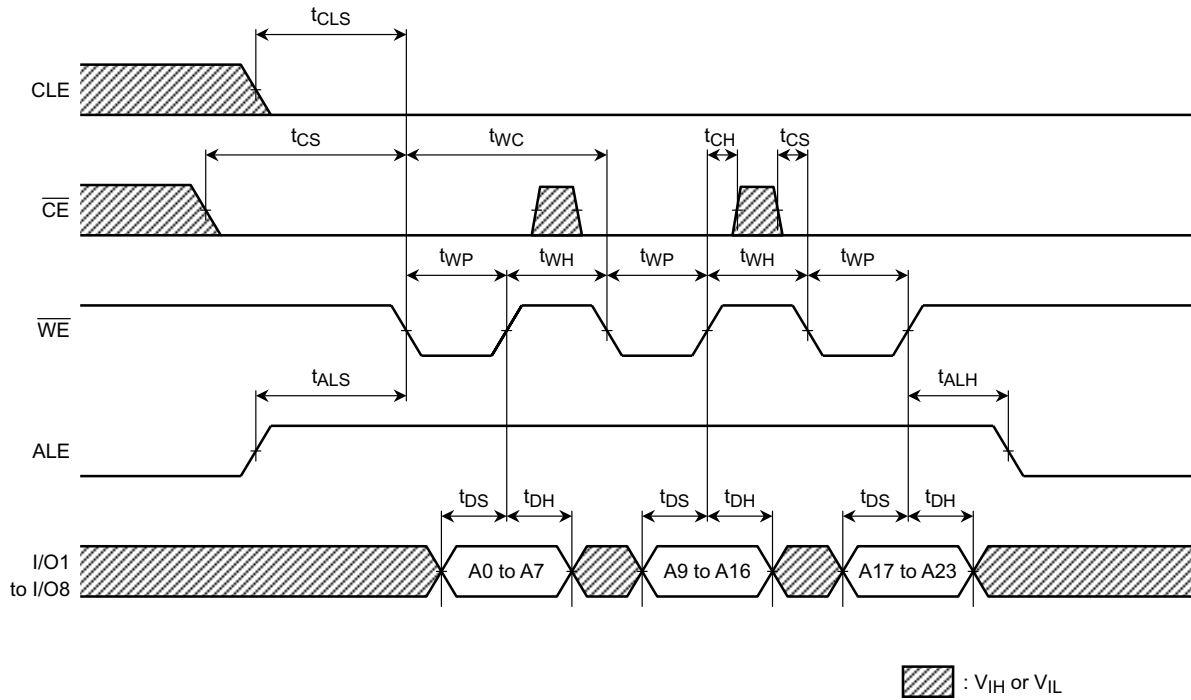 tCLS
CLE
tCS tWC tCH tCS
CE
tWP tWH tWP tWH tWP
WE
tALS tALH
ALE
tDS tDH tDS tDH tDS tDH
I/O1
to I/O8
A0 to A7 A9 to A16 A17 to A23
: VIH or VIL